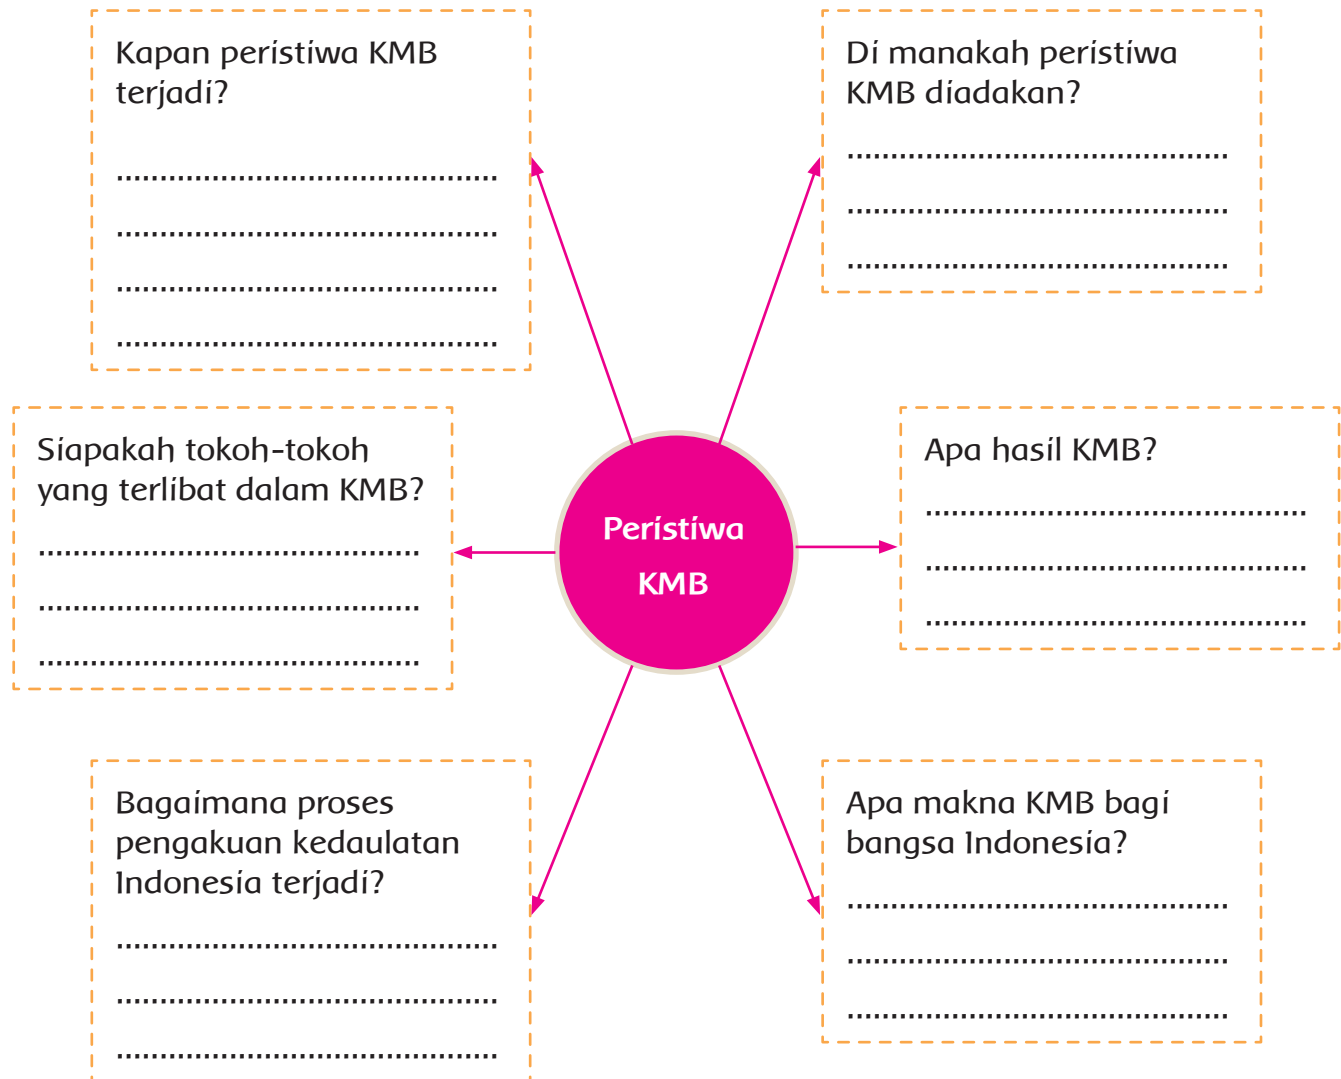 Kapan peristiwa KMB
terjadi?
................................................
................................................
................................................
................................................
Di manakah peristiwa
KMB diadakan?
................................................
................................................
................................................
Siapakah tokoh-tokoh
yang terlibat dalam KMB?
................................................
................................................
................................................
Peristiwa
KMB
Apa hasil KMB?
................................................
................................................
................................................
Bagaimana proses
pengakuan kedaulatan
Indonesia terjadi?
................................................
................................................
................................................
Apa makna KMB bagi
bangsa Indonesia?
................................................
................................................
................................................